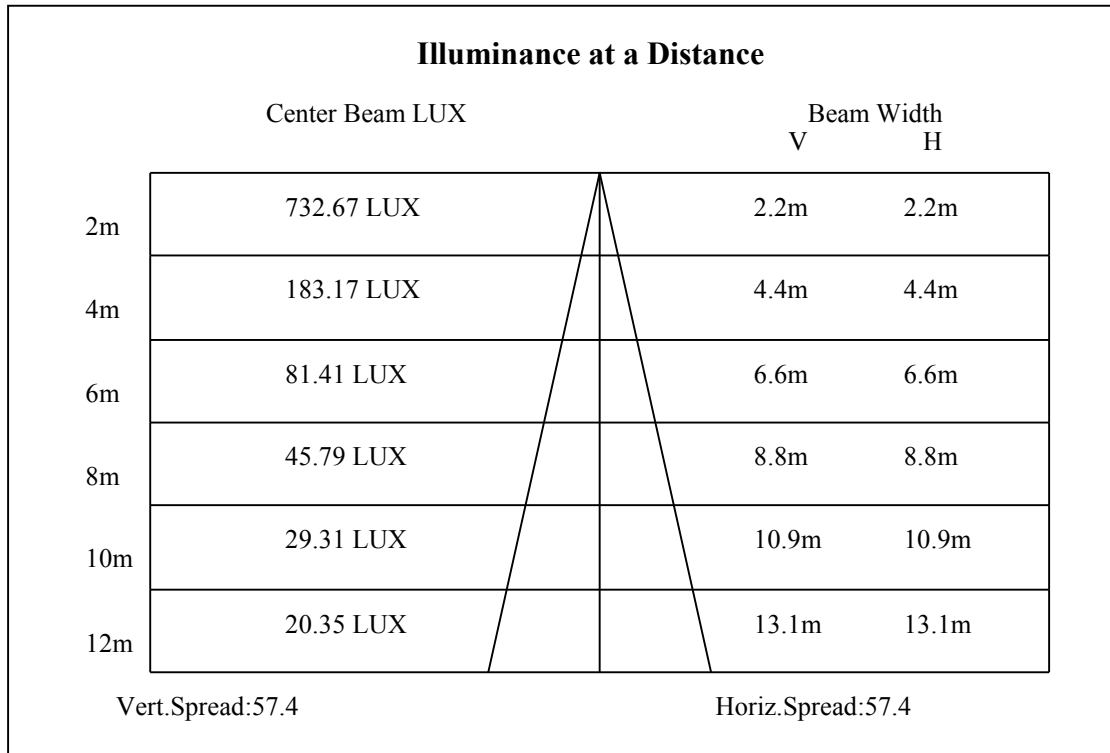 Illuminance at a Distance
Center Beam LUX Beam Width
V H
2m 732.67 LUX 2.2m 2.2m
4m 183.17 LUX 4.4m 4.4m
6m 81.41 LUX 6.6m 6.6m
8m 45.79 LUX 8.8m 8.8m
10m 29.31 LUX 10.9m 10.9m
12m 20.35 LUX 13.1m 13.1m
Vert.Spread:57.4 Horiz.Spread:57.4